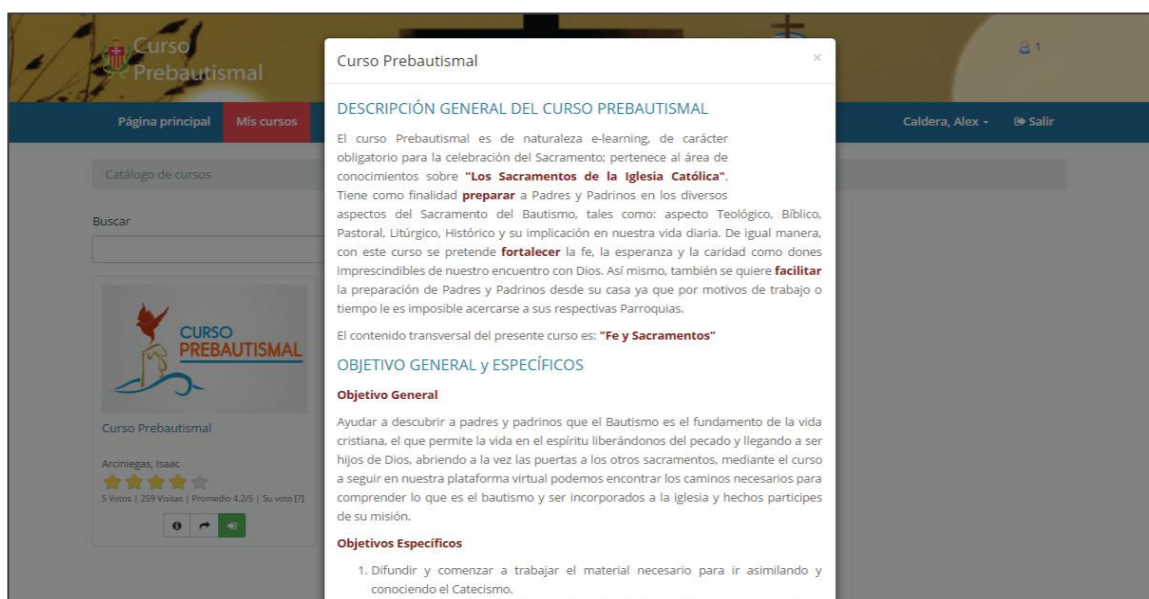 Curso
Prebautismal
1
Página principal
Mis cursos
Caldera, Alex
Salir
Catálogo de cursos
Buscar
CURSO
PREBAUTISMAL
Curso Prebautismal
Arciniegas, Isaac
5 Votos | 259 Visitas | Promedio 4.2/5 | Su voto [?]
Curso Prebautismal
×
DESCRIPCIÓN GENERAL DEL CURSO PREBAUTISMAL
El curso Prebautismal es de naturaleza e-learning, de carácter
obligatorio para la celebración del Sacramento; pertenece al área de
conocimientos sobre "Los Sacramentos de la Iglesia Católica".
Tiene como finalidad preparar a Padres y Padrinos en los diversos
aspectos del Sacramento del Bautismo, tales como: aspecto Teológico, Bíblico,
Pastoral, Litúrgico, Histórico y su implicación en nuestra vida diaria. De igual manera,
con este curso se pretende fortalecer la fe, la esperanza y la caridad como dones
imprescindibles de nuestro encuentro con Dios. Así mismo, también se quiere facilitar
la preparación de Padres y Padrinos desde su casa ya que por motivos de trabajo o
tiempo le es imposible acercarse a sus respectivas Parroquias.
El contenido transversal del presente curso es: "Fe y Sacramentos"
OBJETIVO GENERAL y ESPECÍFICOS
Objetivo General
Ayudar a descubrir a padres y padrinos que el Bautismo es el fundamento de la vida
cristiana, el que permite la vida en el espíritu liberándonos del pecado y llegando a ser
hijos de Dios, abriendo a la vez las puertas a los otros sacramentos, mediante el curso
a seguir en nuestra plataforma virtual podemos encontrar los caminos necesarios para
comprender lo que es el bautismo y ser incorporados a la iglesia y hechos participes
de su misión.
Objetivos Específicos
1. Difundir y comenzar a trabajar el material necesario para ir asimilando y
conociendo el Catecismo.